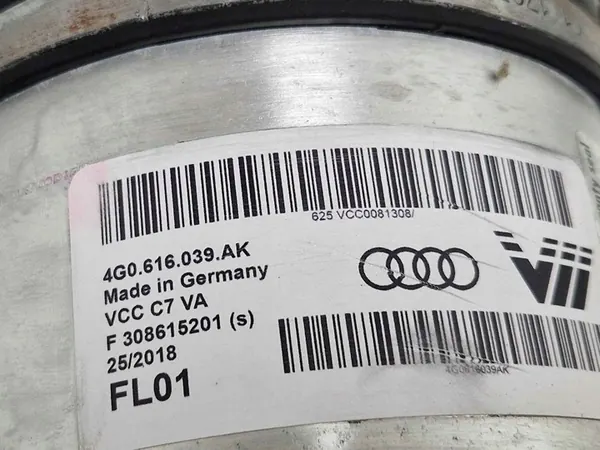 625 VCC0081308/
4G0.616.039.AK
Made in Germany
VCC C7 VA
F 308615201 (s)
25/2018
FL01
4G0616039AK